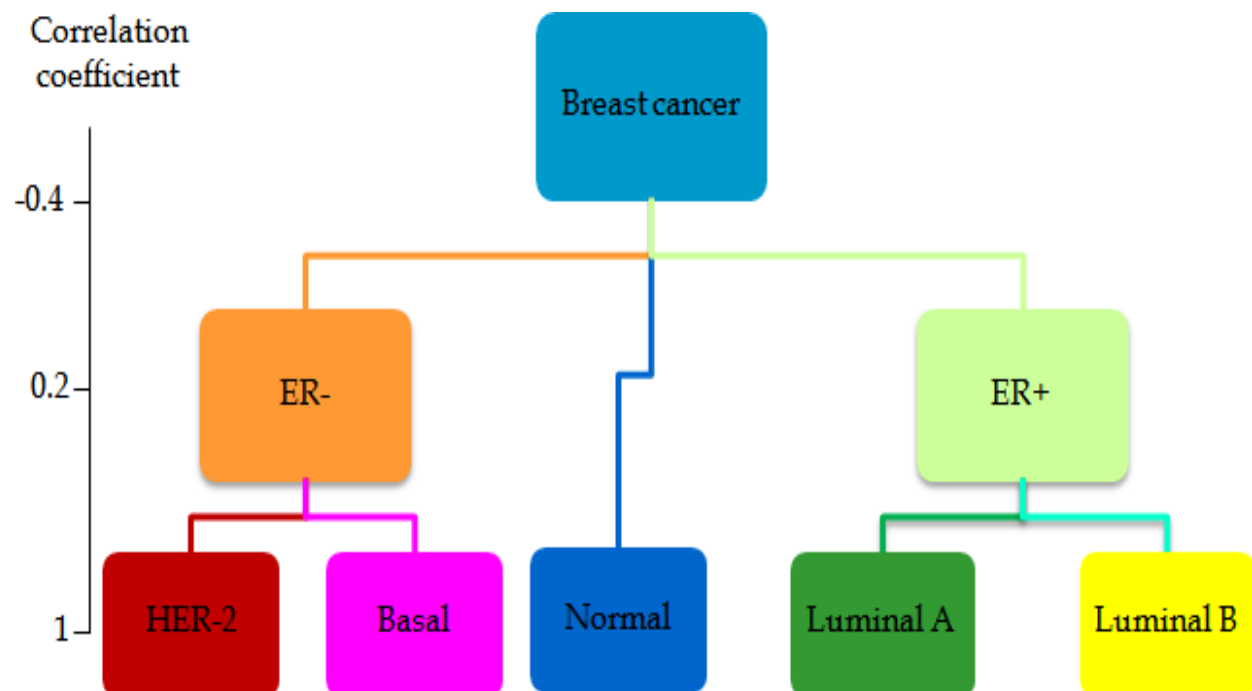 Correlation
coefficient
Breast cancer
-0.4
0.2
ER-
ER+
1
HER-2
Basal
Normal
Luminal A
Luminal B